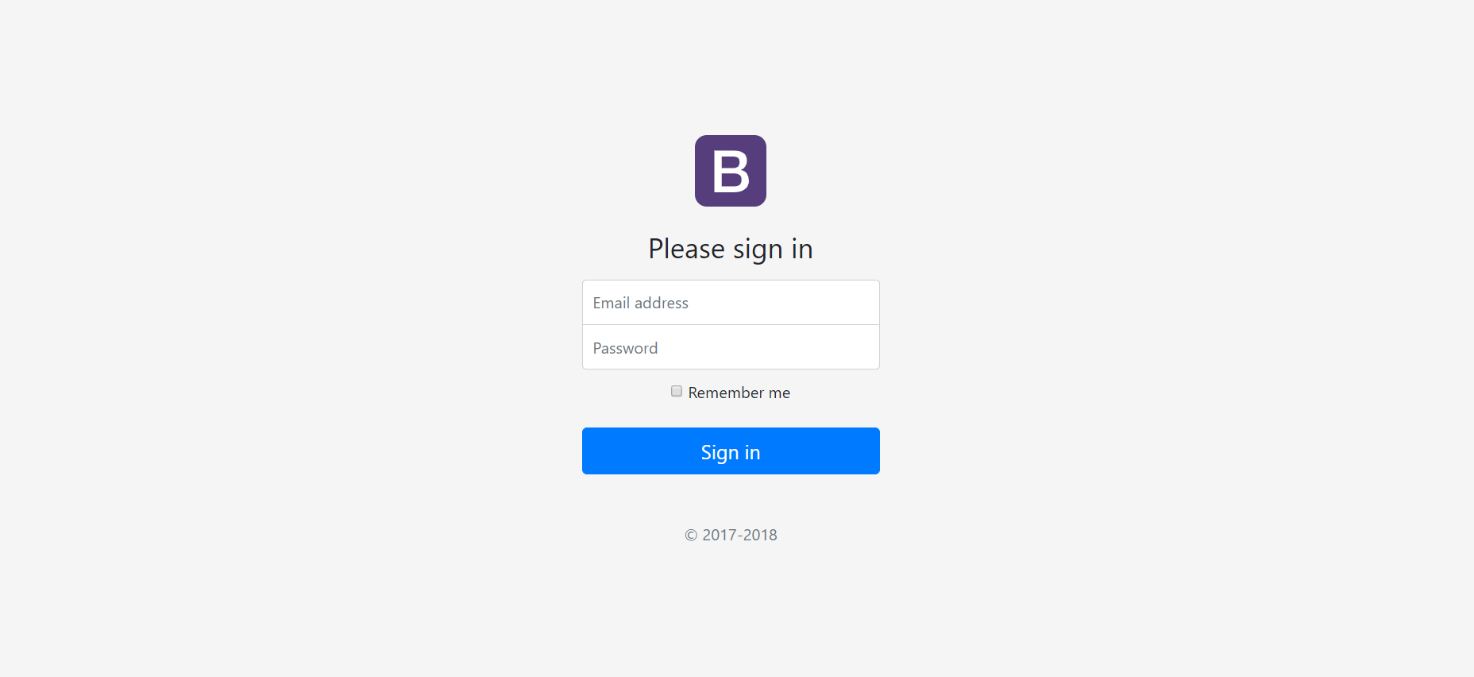 B
Please sign in
Email address
Password
Remember me
Sign in
© 2017-2018